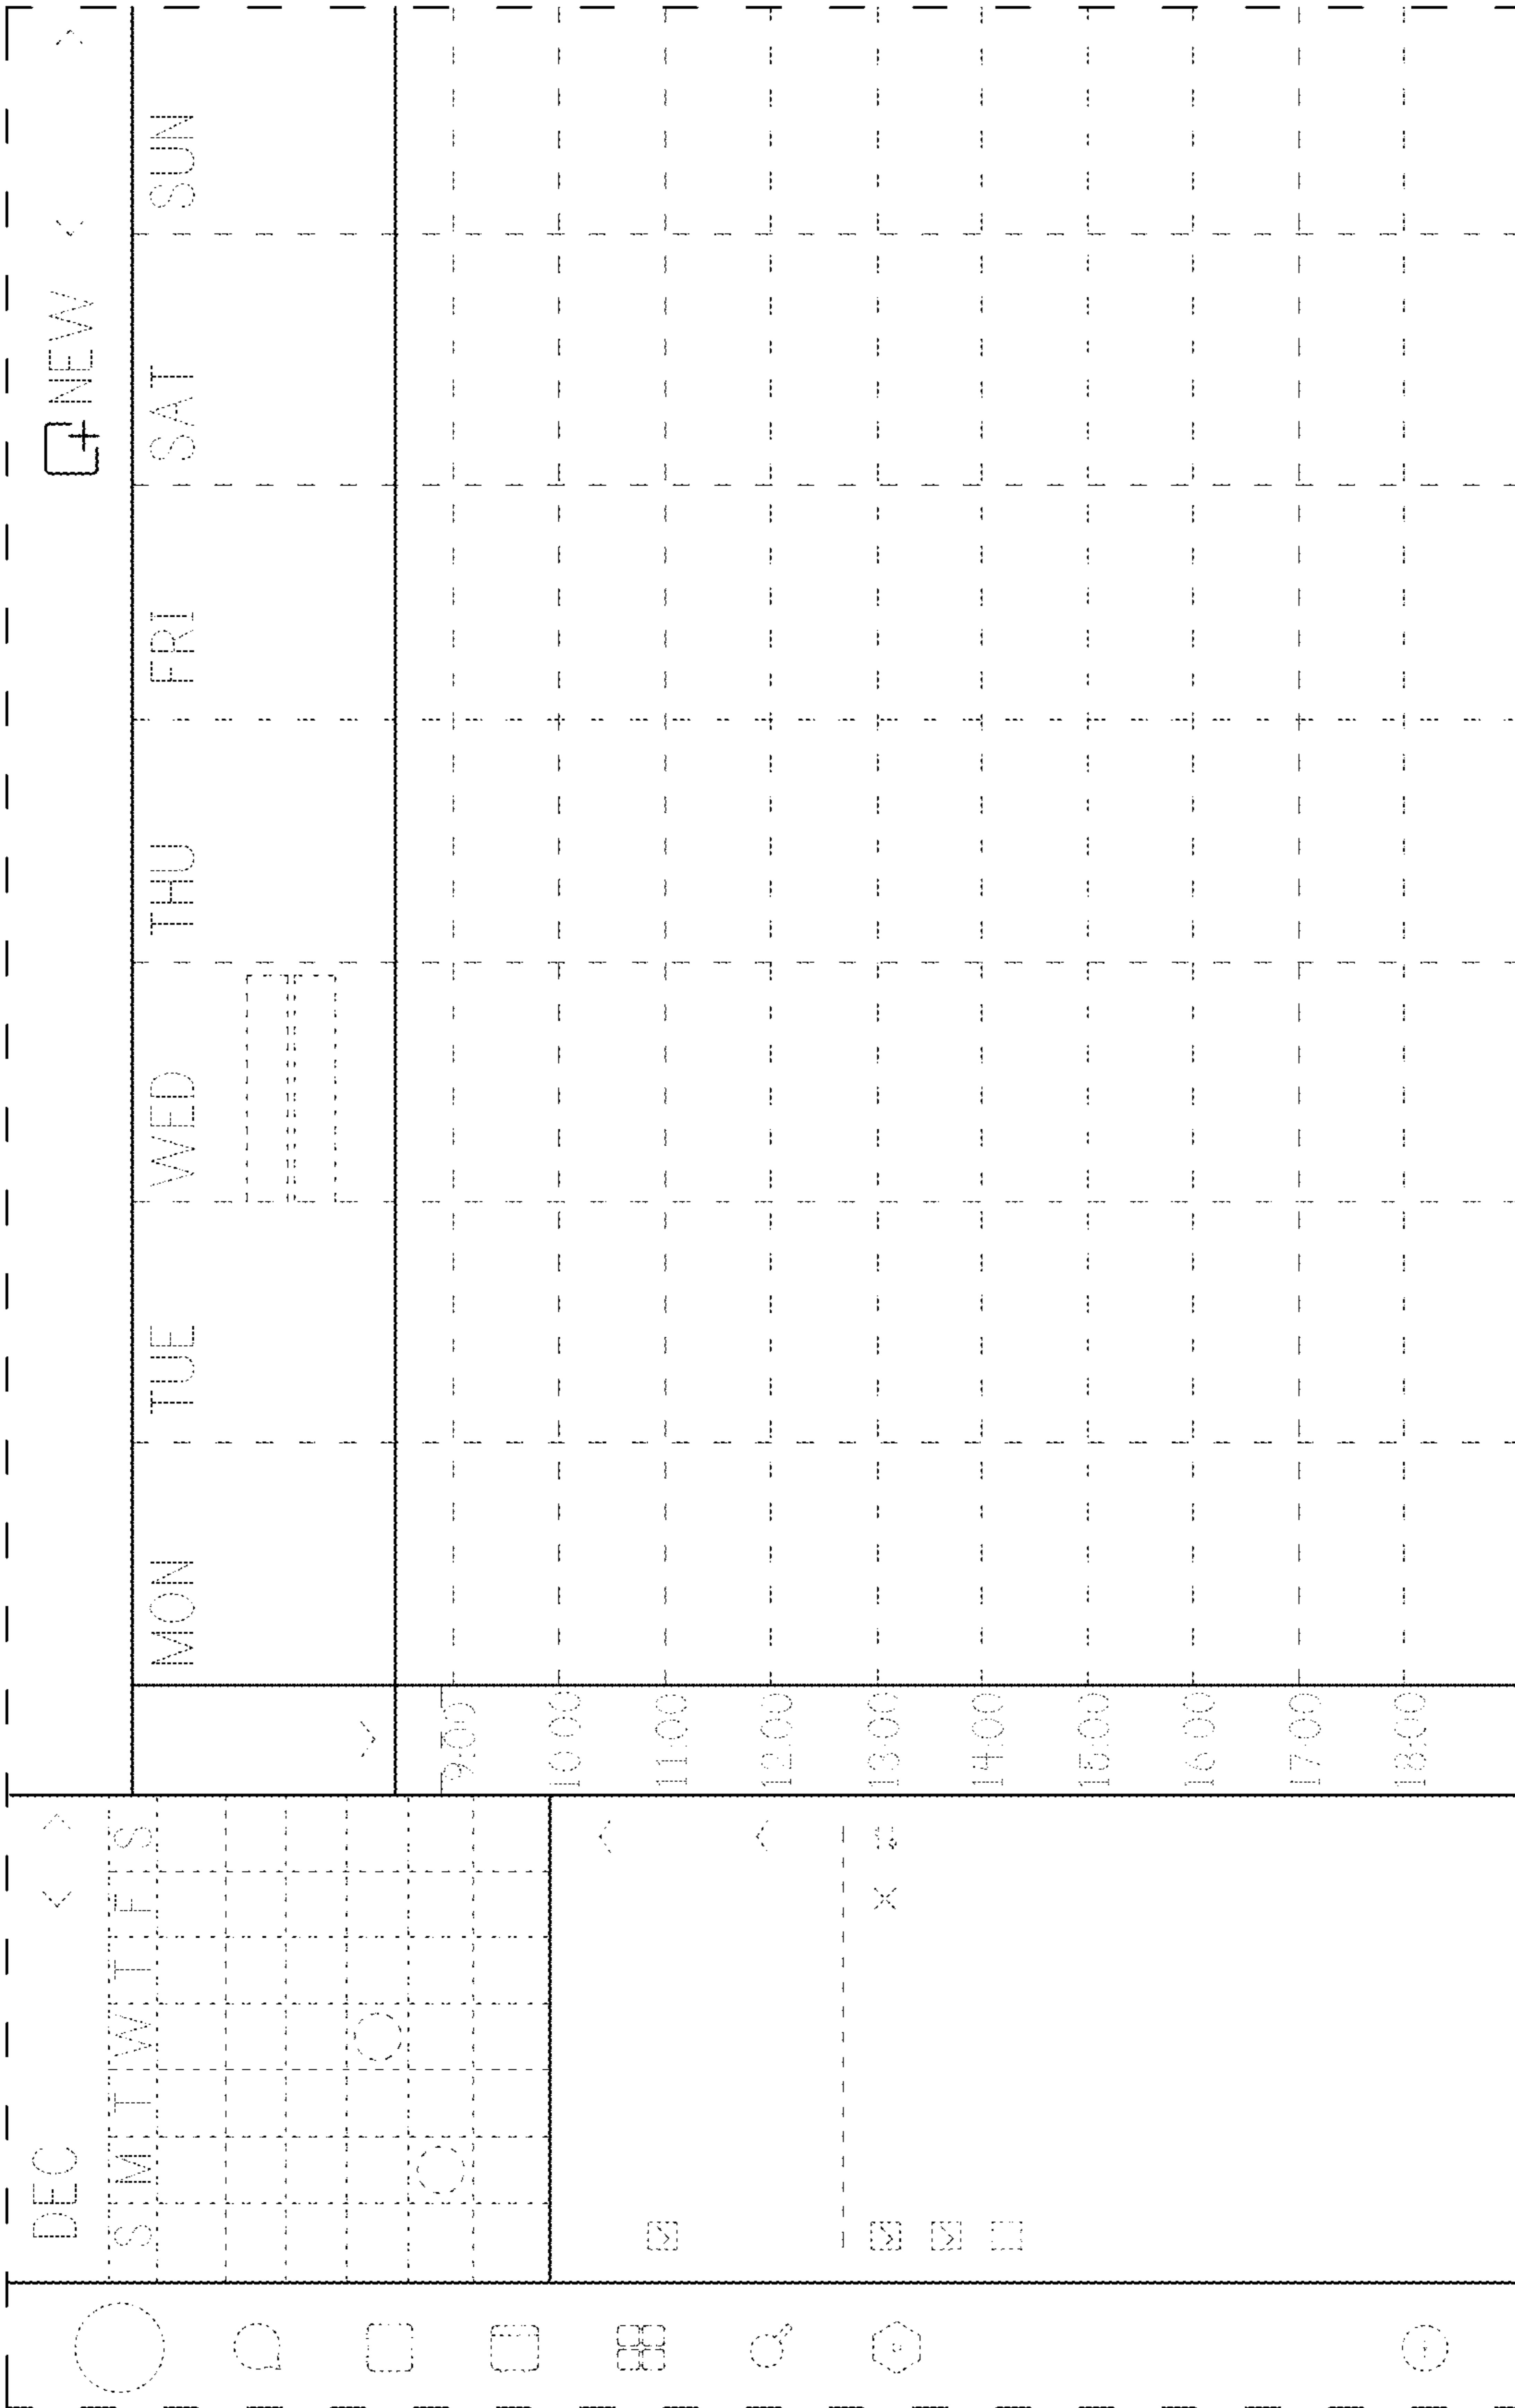 DEC
S M T W T F S
NEW
MON TUE WED THU FRI SAT SUN
9:00
10:00
11:00
12:00
13:00
14:00
15:00
16:00
17:00
18:00